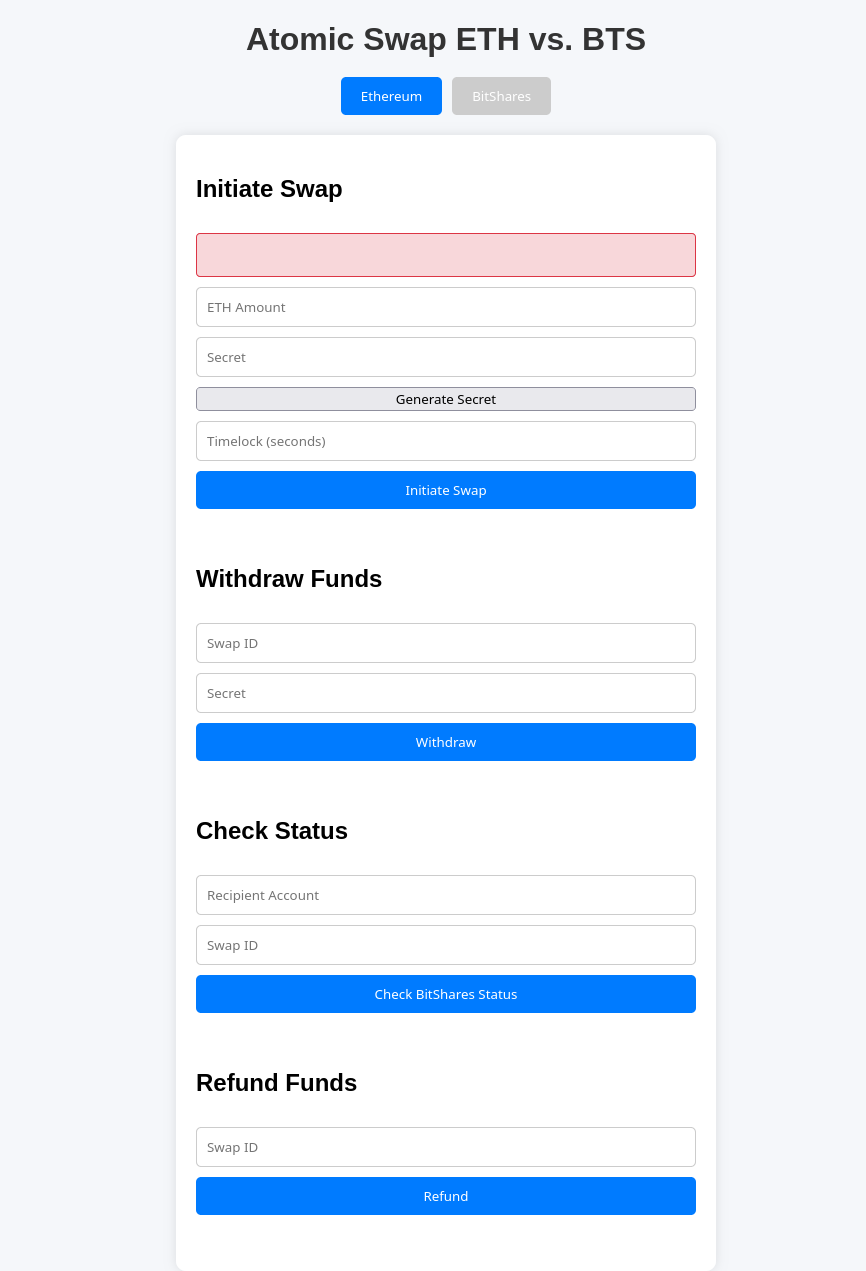 Atomic Swap ETH vs. BTS
Ethereum
BitShares
Initiate Swap
ETH Amount
Secret
Generate Secret
Timelock (seconds)
Initiate Swap
Withdraw Funds
Swap ID
Secret
Withdraw
Check Status
Recipient Account
Swap ID
Check BitShares Status
Refund Funds
Swap ID
Refund